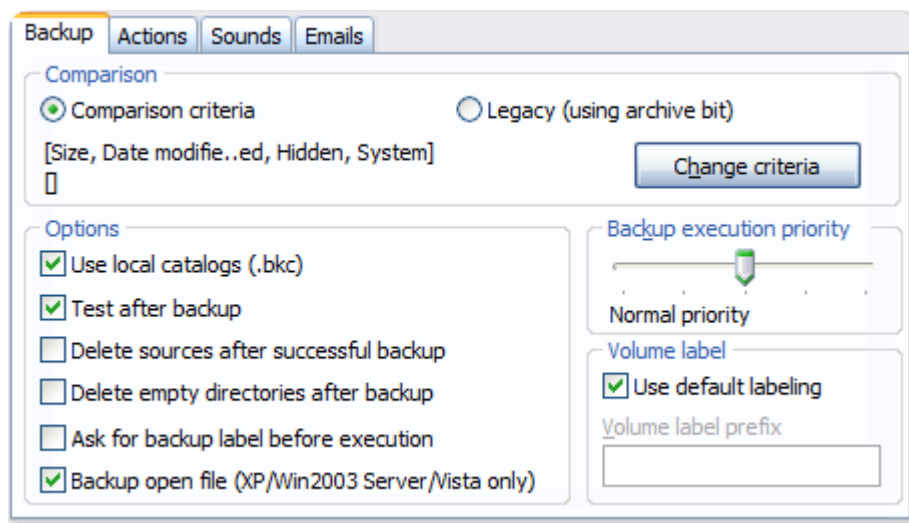 Backup Actions Sounds Emails
Comparison
Comparison criteria
Legacy (using archive bit)
[Size, Date modifie..ed, Hidden, System]
[]
Change criteria
Options
Use local catalogs (.bkc)
Test after backup
Delete sources after successful backup
Delete empty directories after backup
Ask for backup label before execution
Backup open file (XP/Win2003 Server/Vista only)
Backup execution priority
Normal priority
Volume label
Use default labeling
Volume label prefix